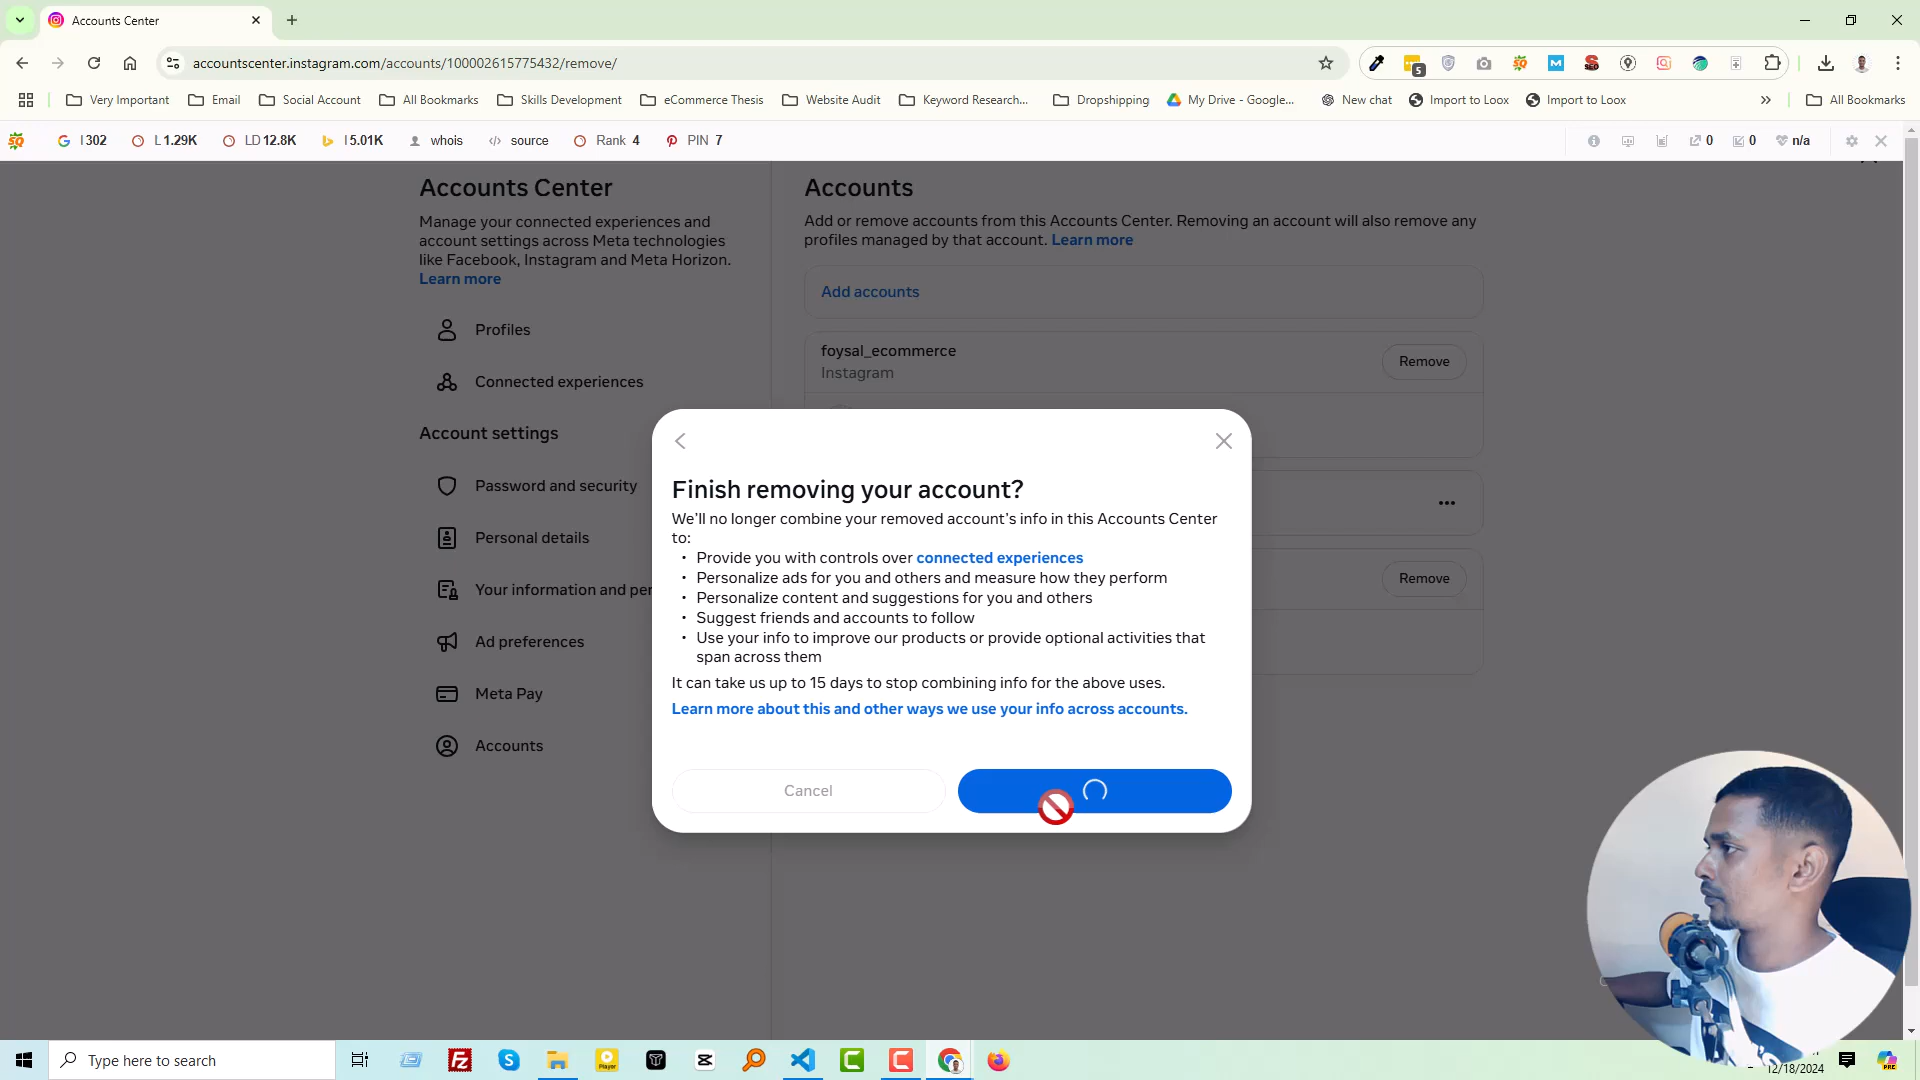 Accounts Center
accountscenter.instagram.com/accounts/100002615775432/remove/
5
SEO
Very Important
Email
Social Account
All Bookmarks
Skills Development
eCommerce Thesis
Website Audit
Keyword Research...
Dropshipping
My Drive - Google...
New chat
Import to Loox
Import to Loox
All Bookmarks
I 302
L 1.29K
LD 12.8K
I 5.01K
whois
source
Rank 4
PIN 7
0
0
n/a
Accounts Center
Manage your connected experiences and
account settings across Meta technologies
like Facebook, Instagram and Meta Horizon.
Learn more
Profiles
Connected experiences
Account settings
Password and security
Personal details
Your information and per
Ad preferences
Meta Pay
Accounts
Accounts
Add or remove accounts from this Accounts Center. Removing an account will also remove any
profiles managed by that account. Learn more
Add accounts
foysal_ecommerce
Instagram
Remove
Remove
Finish removing your account?
We'll no longer combine your removed account's info in this Accounts Center
to:
• Provide you with controls over connected experiences
• Personalize ads for you and others and measure how they perform
• Personalize content and suggestions for you and others
• Suggest friends and accounts to follow
• Use your info to improve our products or provide optional activities that
span across them
It can take us up to 15 days to stop combining info for the above uses.
Learn more about this and other ways we use your info across accounts.
Cancel
Type here to search
Player
12/18/2024
PRE